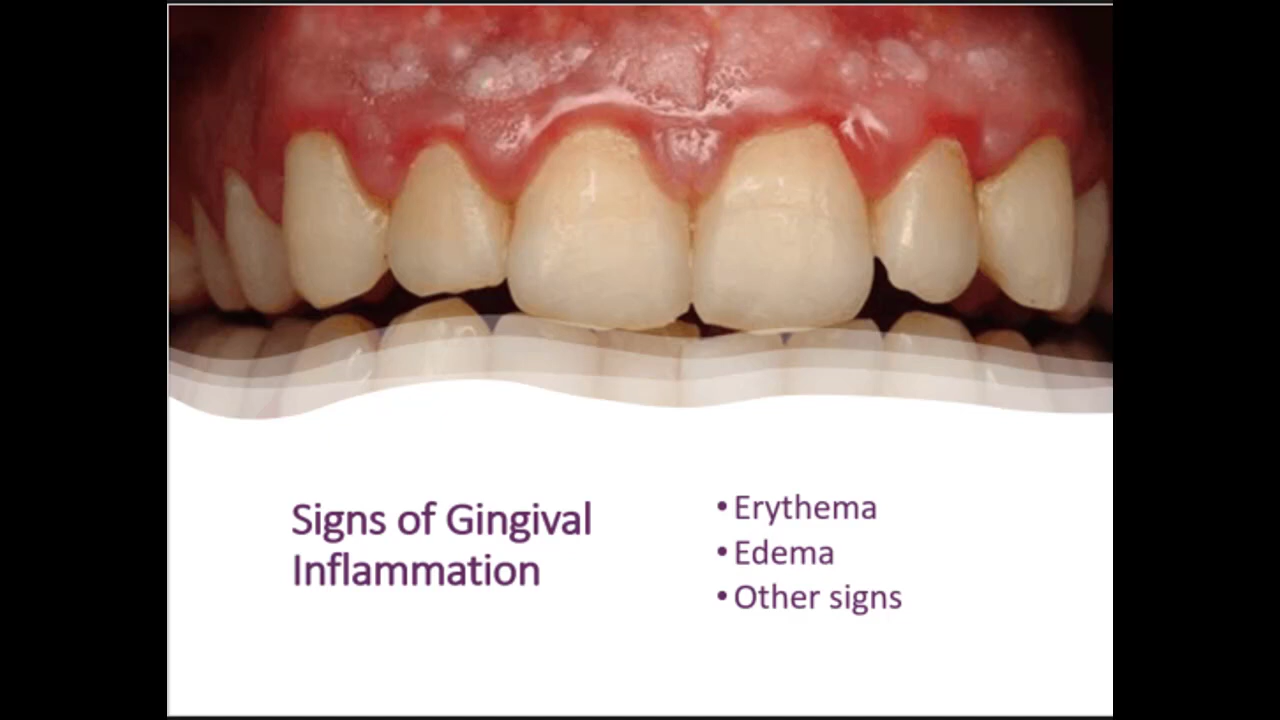 Signs of Gingival
Inflammation
• Erythema
• Edema
• Other signs